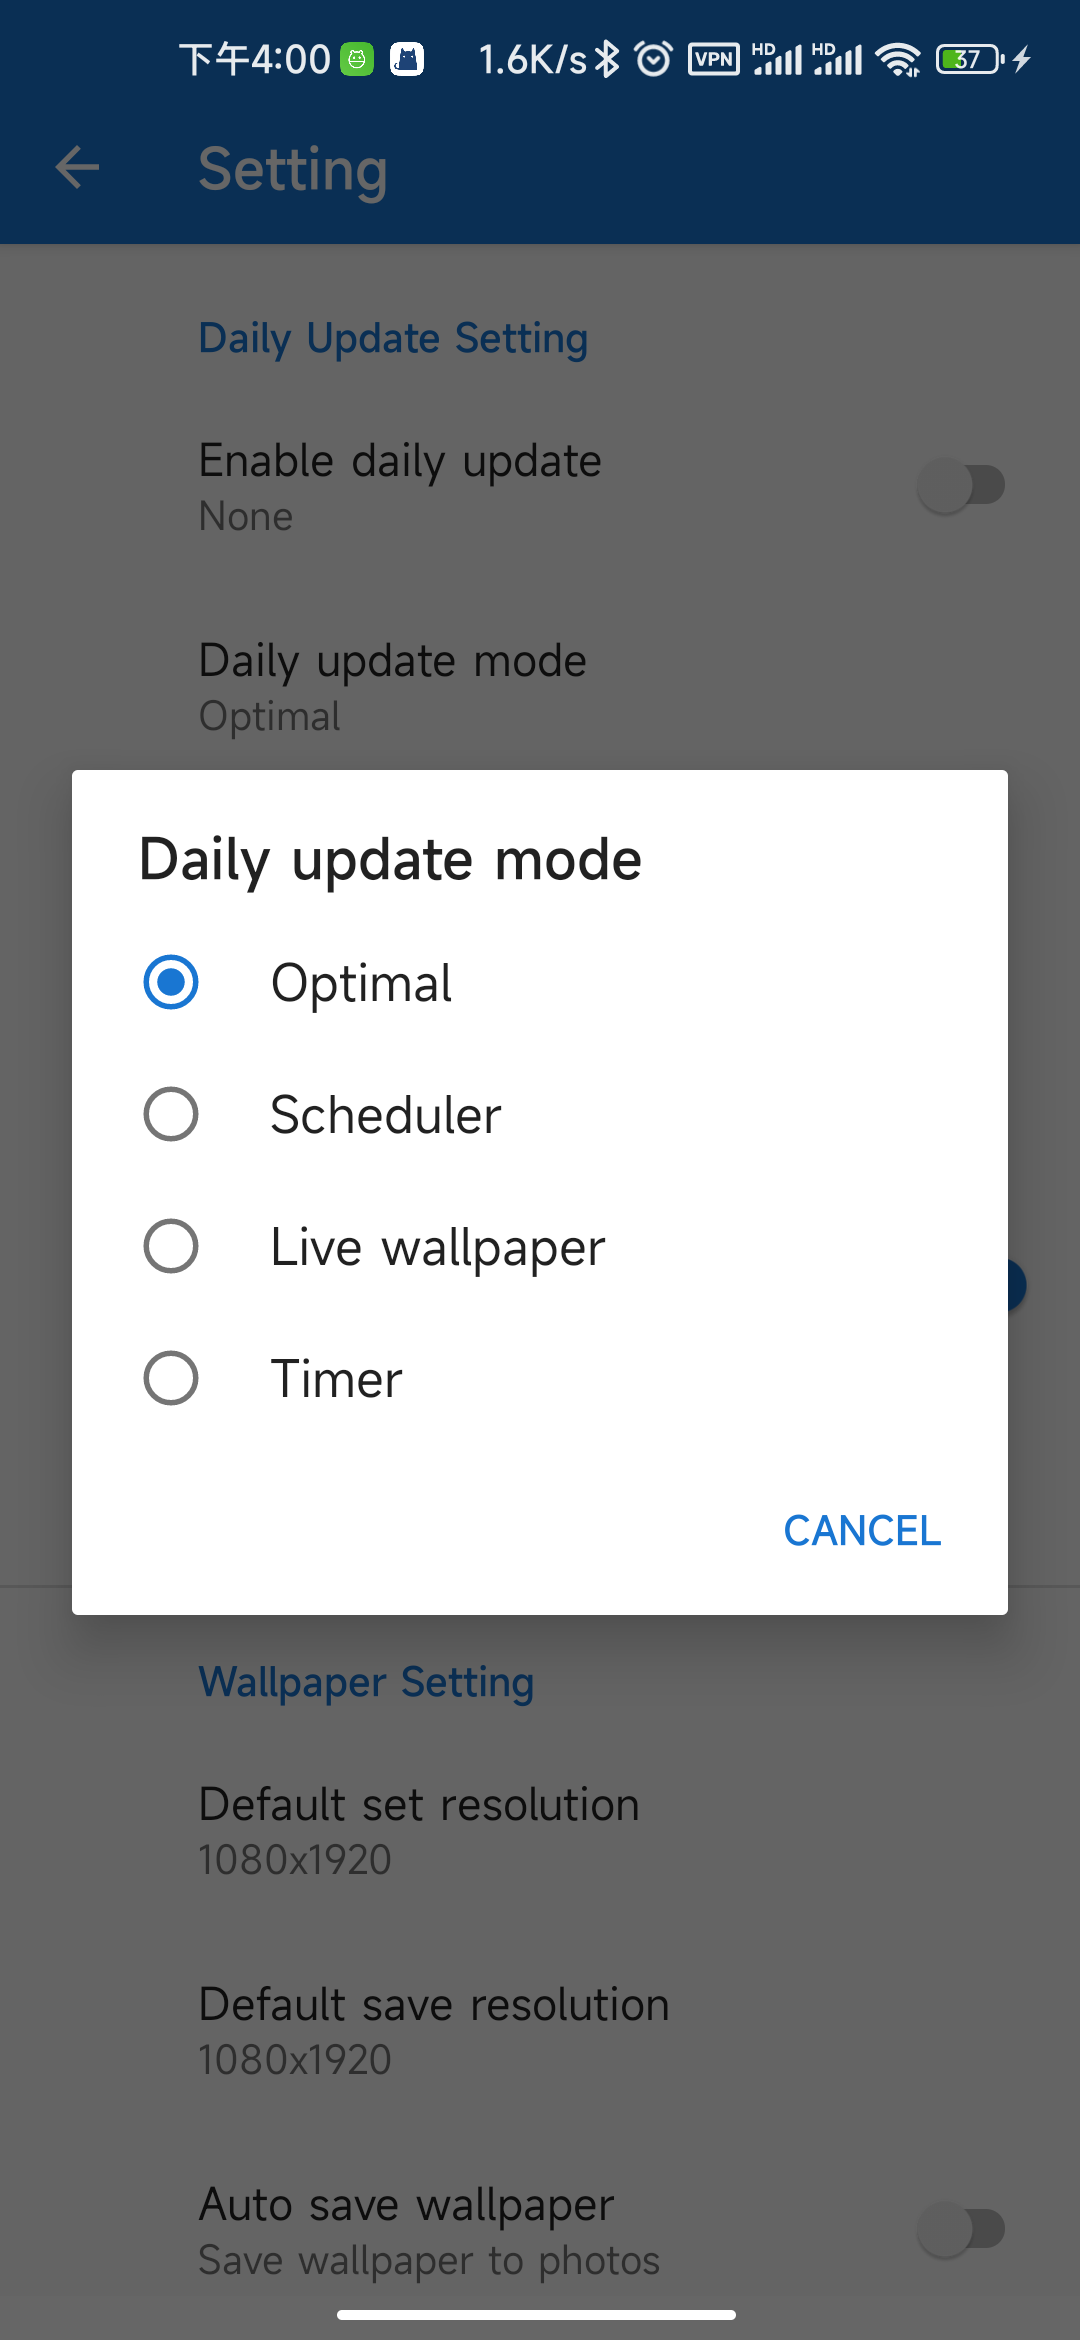 下午4:00 1.6K/s VPN HD HD 37
Setting
Daily Update Setting
Enable daily update
None
Daily update mode
Optimal
Daily update mode
Optimal
Scheduler
Live wallpaper
Timer
CANCEL
Wallpaper Setting
Default set resolution
1080x1920
Default save resolution
1080x1920
Auto save wallpaper
Save wallpaper to photos